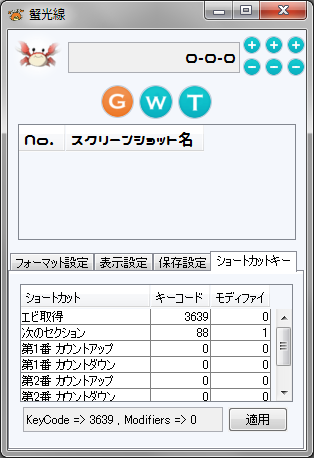 蟹光線
0-0-0
G W T
No. スクリーンショット名
フォーマット設定 表示設定 保存設定 ショートカットキー
ショートカット キーコード モディファイ
エビ取得 3639 0
次のセクション 88 1
第1番 カウントアップ 0 0
第1番 カウントダウン 0 0
第2番 カウントアップ 0 0
第2番 カウントダウン 0 0
KeyCode => 3639 , Modifiers => 0 適用